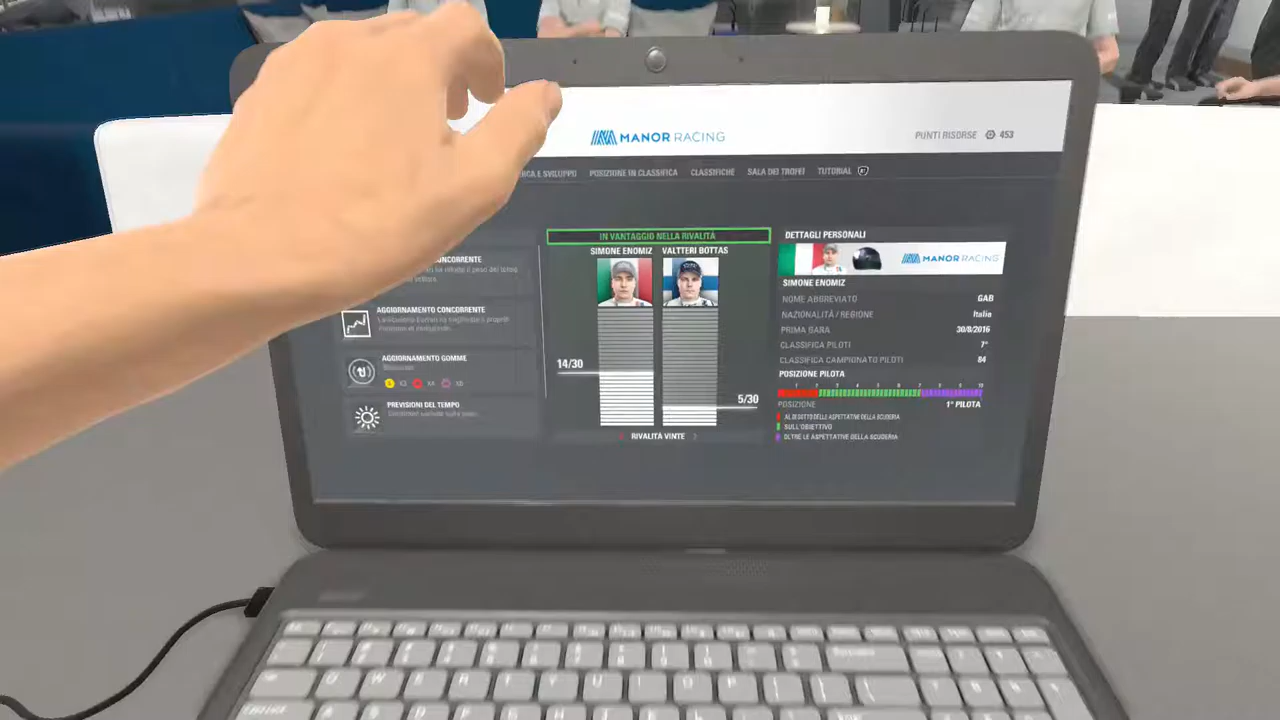 MANOR RACING
PUNTI RISORSE 453
POSIZIONE IN CLASSIFICA CLASSIFICHE SALA DEI TROFEI TUTORIAL
IN VANTAGGIO NELLA RIVALITÀ
SIMONE ENOMIZ VALTTERI BOTTAS
14/30
5/30
RIVALITÀ VINTE
AGGIORNAMENTO CONCORRENTE
AGGIORNAMENTO GOMME
PREVISIONI DEL TEMPO
DETTAGLI PERSONALI
MANOR RACING
SIMONE ENOMIZ
NOME ABBREVIATO GAB
NAZIONALITÀ / REGIONE Italia
PRIMA GARA 30/8/2016
CLASSIFICA PILOTI 7°
CLASSIFICA CAMPIONATO PILOTI 84
POSIZIONE PILOTA
POSIZIONE 1° PILOTA
AL DI SOTTO DELLE ASPETTATIVE DELLA SCUDERIA
SULL'OBIETTIVO
OLTRE LE ASPETTATIVE DELLA SCUDERIA